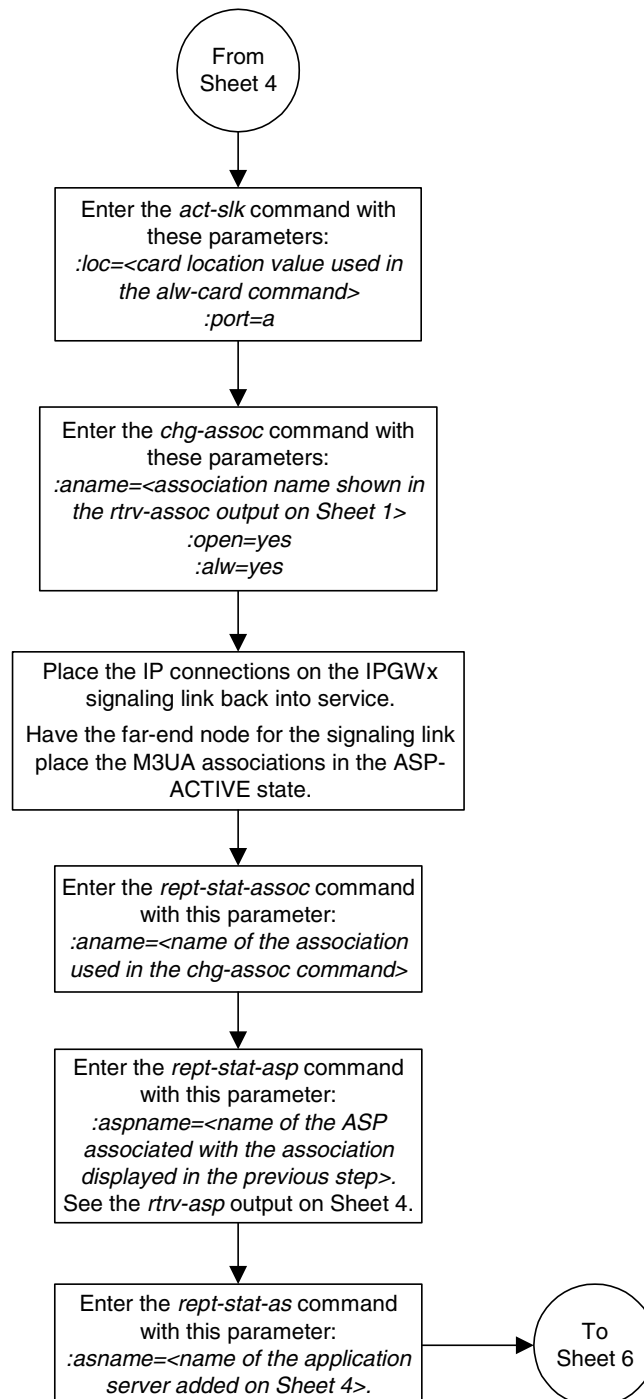 From
Sheet 4
Enter the act-slk command with
these parameters:
:loc=<card location value used in
the alw-card command>
:port=a
Enter the chg-assoc command with
these parameters:
:aname=<association name shown in
the rtrv-assoc output on Sheet 1>
:open=yes
:alw=yes
Place the IP connections on the IPGWx
signaling link back into service.
Have the far-end node for the signaling link
place the M3UA associations in the ASP-
ACTIVE state.
Enter the rept-stat-assoc command
with this parameter:
:aname=<name of the association
used in the chg-assoc command>
Enter the rept-stat-asp command
with this parameter:
:aspname=<name of the ASP
associated with the association
displayed in the previous step>.
See the rtrv-asp output on Sheet 4.
Enter the rept-stat-as command
with this parameter:
:asname=<name of the application
server added on Sheet 4>.
To
Sheet 6